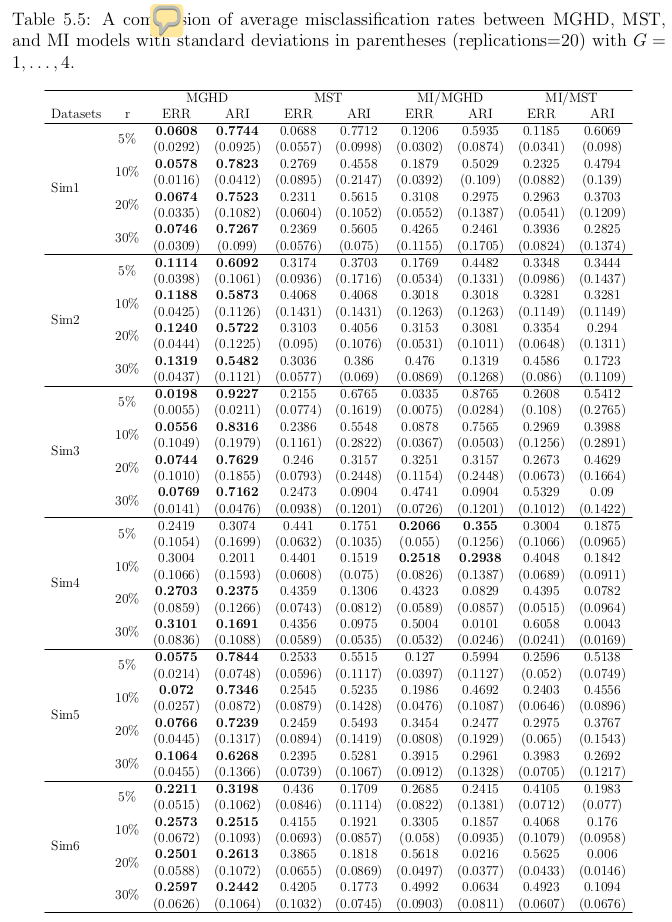 Table 5.5: A com sion of average misclassification rates between MGHD, MST,
and MI models with standard deviations in parentheses (replications=20) with G =
1, . . . , 4.
MGHD MST MI/MGHD MI/MST
Datasets r ERR ARI ERR ARI ERR ARI ERR ARI
Sim1
5% 0.0608 0.7744 0.0688 0.7712 0.1206 0.5935 0.1185 0.6069
(0.0292) (0.0925) (0.0557) (0.0998) (0.0302) (0.0874) (0.0341) (0.098)
10% 0.0578 0.7823 0.2769 0.4558 0.1879 0.5029 0.2325 0.4794
(0.0116) (0.0412) (0.0895) (0.2147) (0.0392) (0.109) (0.0882) (0.139)
20% 0.0674 0.7523 0.2311 0.5615 0.3108 0.2975 0.2963 0.3703
(0.0335) (0.1082) (0.0604) (0.1052) (0.0552) (0.1387) (0.0541) (0.1209)
30% 0.0746 0.7267 0.2369 0.5605 0.4265 0.2461 0.3936 0.2825
(0.0309) (0.099) (0.0576) (0.075) (0.1155) (0.1705) (0.0824) (0.1374)
Sim2
5% 0.1114 0.6092 0.3174 0.3703 0.1769 0.4482 0.3348 0.3444
(0.0398) (0.1061) (0.0936) (0.1716) (0.0534) (0.1331) (0.0986) (0.1437)
10% 0.1188 0.5873 0.4068 0.4068 0.3018 0.3018 0.3281 0.3281
(0.0425) (0.1126) (0.1431) (0.1431) (0.1263) (0.1263) (0.1149) (0.1149)
20% 0.1240 0.5722 0.3103 0.4056 0.3153 0.3081 0.3354 0.294
(0.0444) (0.1225) (0.095) (0.1076) (0.0531) (0.1011) (0.0648) (0.1311)
30% 0.1319 0.5482 0.3036 0.386 0.476 0.1319 0.4586 0.1723
(0.0437) (0.1121) (0.0577) (0.069) (0.0869) (0.1268) (0.086) (0.1109)
Sim3
5% 0.0198 0.9227 0.2155 0.6765 0.0335 0.8765 0.2608 0.5412
(0.0055) (0.0211) (0.0774) (0.1619) (0.0075) (0.0284) (0.108) (0.2765)
10% 0.0556 0.8316 0.2386 0.5548 0.0878 0.7565 0.2969 0.3988
(0.1049) (0.1979) (0.1161) (0.2822) (0.0367) (0.0503) (0.1256) (0.2891)
20% 0.0744 0.7629 0.246 0.3157 0.3251 0.3157 0.2673 0.4629
(0.1010) (0.1855) (0.0793) (0.2448) (0.1154) (0.2448) (0.0673) (0.1664)
30% 0.0769 0.7162 0.2473 0.0904 0.4741 0.0904 0.5329 0.09
(0.0141) (0.0476) (0.0938) (0.1201) (0.0726) (0.1201) (0.1012) (0.1422)
Sim4
5% 0.2419 0.3074 0.441 0.1751 0.2066 0.355 0.3004 0.1875
(0.1054) (0.1699) (0.0632) (0.1035) (0.055) (0.1256) (0.1066) (0.0965)
10% 0.3004 0.2011 0.4401 0.1519 0.2518 0.2938 0.4048 0.1842
(0.1066) (0.1593) (0.0608) (0.075) (0.0826) (0.1387) (0.0689) (0.0911)
20% 0.2703 0.2375 0.4359 0.1306 0.4323 0.0829 0.4395 0.0782
(0.0859) (0.1266) (0.0743) (0.0812) (0.0589) (0.0857) (0.0515) (0.0964)
30% 0.3101 0.1691 0.4356 0.0975 0.5004 0.0101 0.6058 0.0043
(0.0836) (0.1088) (0.0589) (0.0535) (0.0532) (0.0246) (0.0241) (0.0169)
Sim5
5% 0.0575 0.7844 0.2533 0.5515 0.127 0.5994 0.2596 0.5138
(0.0214) (0.0748) (0.0596) (0.1117) (0.0397) (0.1127) (0.052) (0.0749)
10% 0.072 0.7346 0.2545 0.5235 0.1986 0.4692 0.2403 0.4556
(0.0257) (0.0872) (0.0879) (0.1428) (0.0476) (0.1087) (0.0646) (0.0896)
20% 0.0766 0.7239 0.2459 0.5493 0.3454 0.2477 0.2975 0.3767
(0.0445) (0.1317) (0.0894) (0.1419) (0.0808) (0.1929) (0.065) (0.1543)
30% 0.1064 0.6268 0.2395 0.5281 0.3915 0.2961 0.3983 0.2692
(0.0455) (0.1366) (0.0739) (0.1067) (0.0912) (0.1328) (0.0705) (0.1217)
Sim6
5% 0.2211 0.3198 0.436 0.1709 0.2685 0.2415 0.4105 0.1983
(0.0515) (0.1062) (0.0846) (0.1114) (0.0822) (0.1381) (0.0712) (0.077)
10% 0.2573 0.2515 0.4155 0.1921 0.3305 0.1857 0.4068 0.176
(0.0672) (0.1093) (0.0693) (0.0857) (0.058) (0.0935) (0.1079) (0.0958)
20% 0.2501 0.2613 0.3865 0.1818 0.5618 0.0216 0.5625 0.006
(0.0588) (0.1072) (0.0655) (0.0869) (0.0497) (0.0377) (0.0433) (0.0146)
30% 0.2597 0.2442 0.4205 0.1773 0.4992 0.0634 0.4923 0.1094
(0.0626) (0.1064) (0.1032) (0.0745) (0.0903) (0.0811) (0.0607) (0.0676)